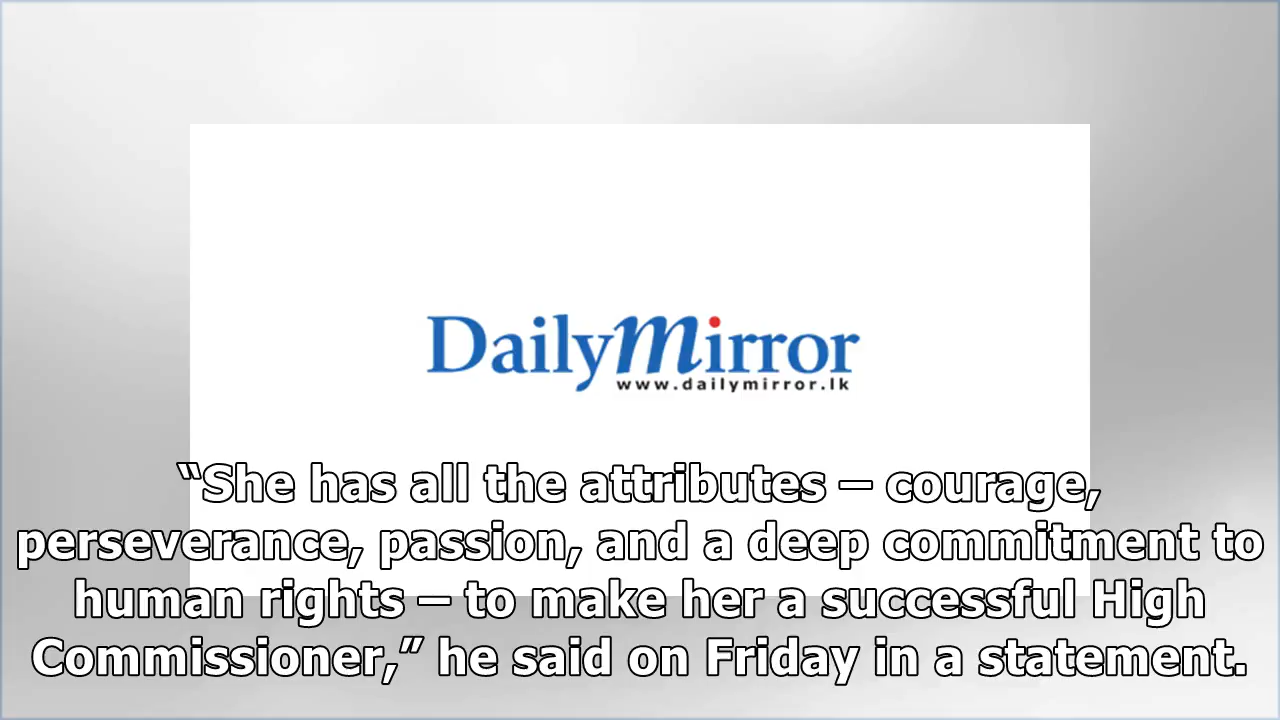 DailyMirror
www.dailymirror.lk
“She has all the attributes – courage,
perseverance, passion, and a deep commitment to
human rights – to make her a successful High
Commissioner,” he said on Friday in a statement.